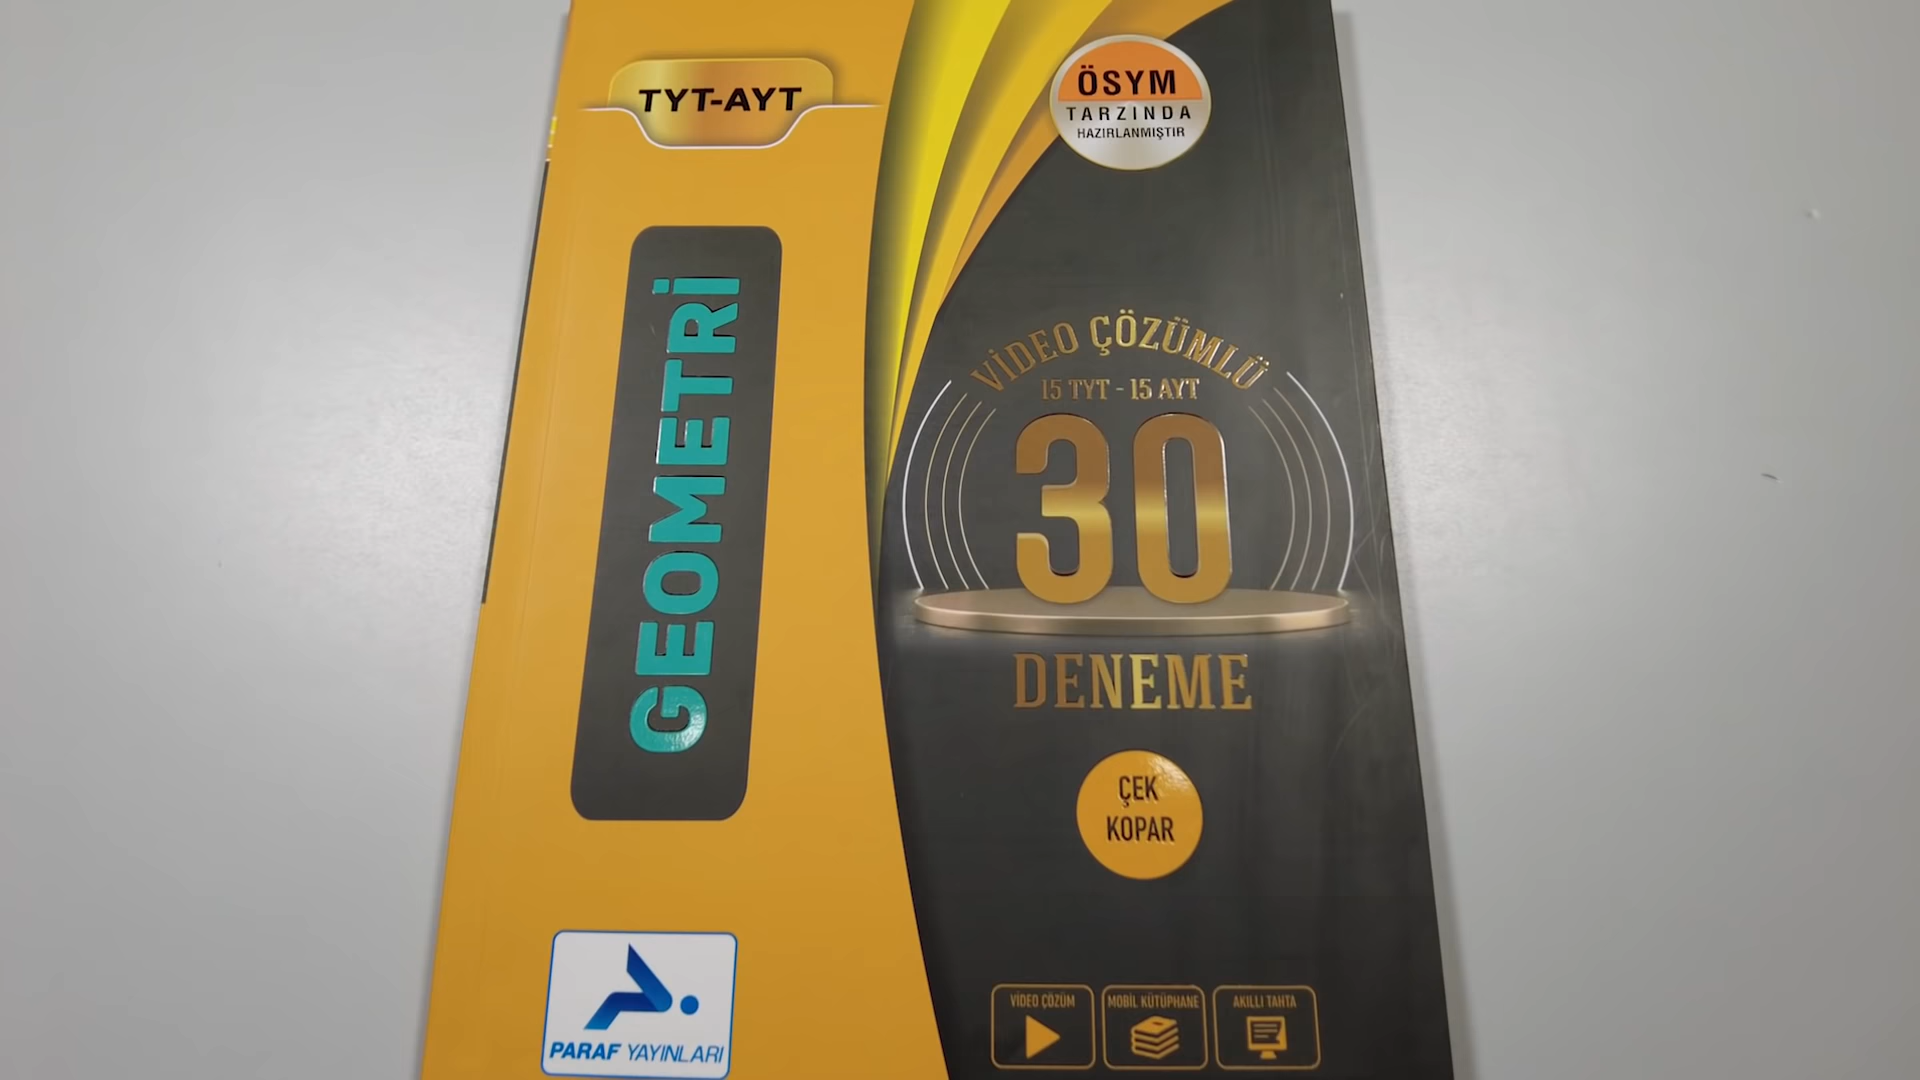 TYT-AYT
ÖSYM
TARZINDA
HAZIRLANMIŞTIR
GEOMETRİ
VİDEO ÇÖZÜMLÜ
15 TYT - 15 AYT
30
DENEME
ÇEK
KOPAR
PARAF YAYINLARI
VİDEO ÇÖZÜM
MOBİL KÜTÜPHANE
AKILLI TAHTA